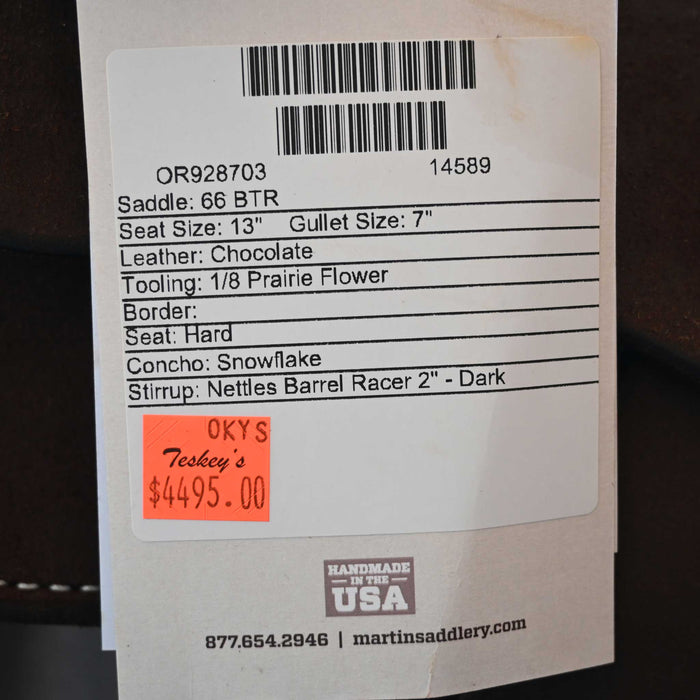 OR928703 14589
Saddle: 66 BTR
Seat Size: 13" Gullet Size: 7"
Leather: Chocolate
Tooling: 1/8 Prairie Flower
Border:
Seat: Hard
Concho: Snowflake
Stirrup: Nettles Barrel Racer 2" - Dark
OKYS
Teskey's
$4495.00
HANDMADE
IN THE
USA
877.654.2946 | martinsaddlery.com